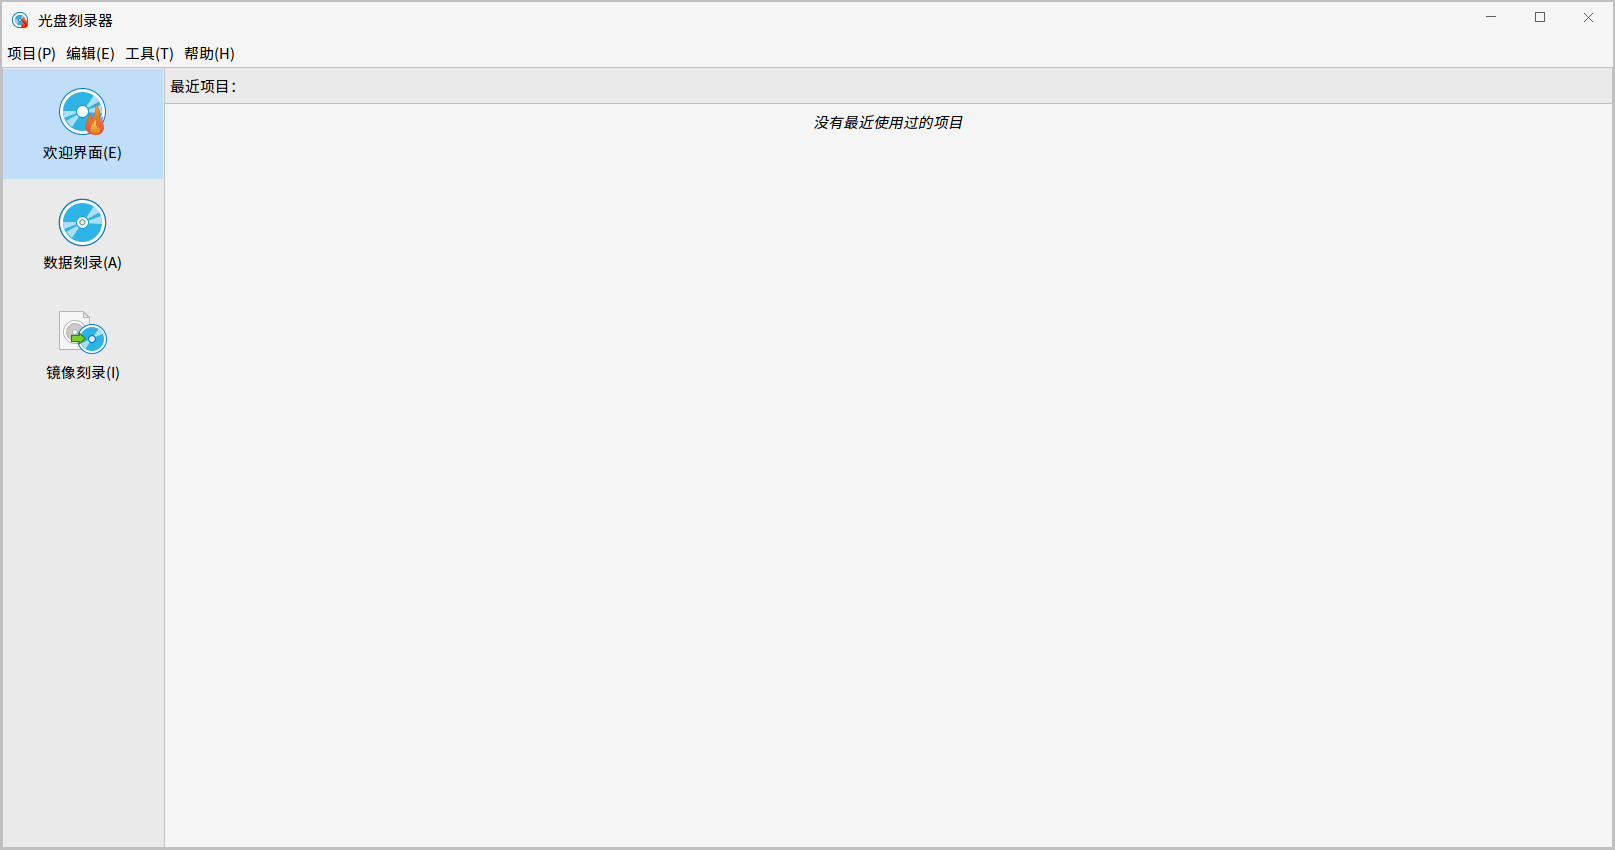 光盘刻录器
项目(P) 编辑(E) 工具(T) 帮助(H)
欢迎界面(E)
数据刻录(A)
镜像刻录(I)
最近项目：
没有最近使用过的项目